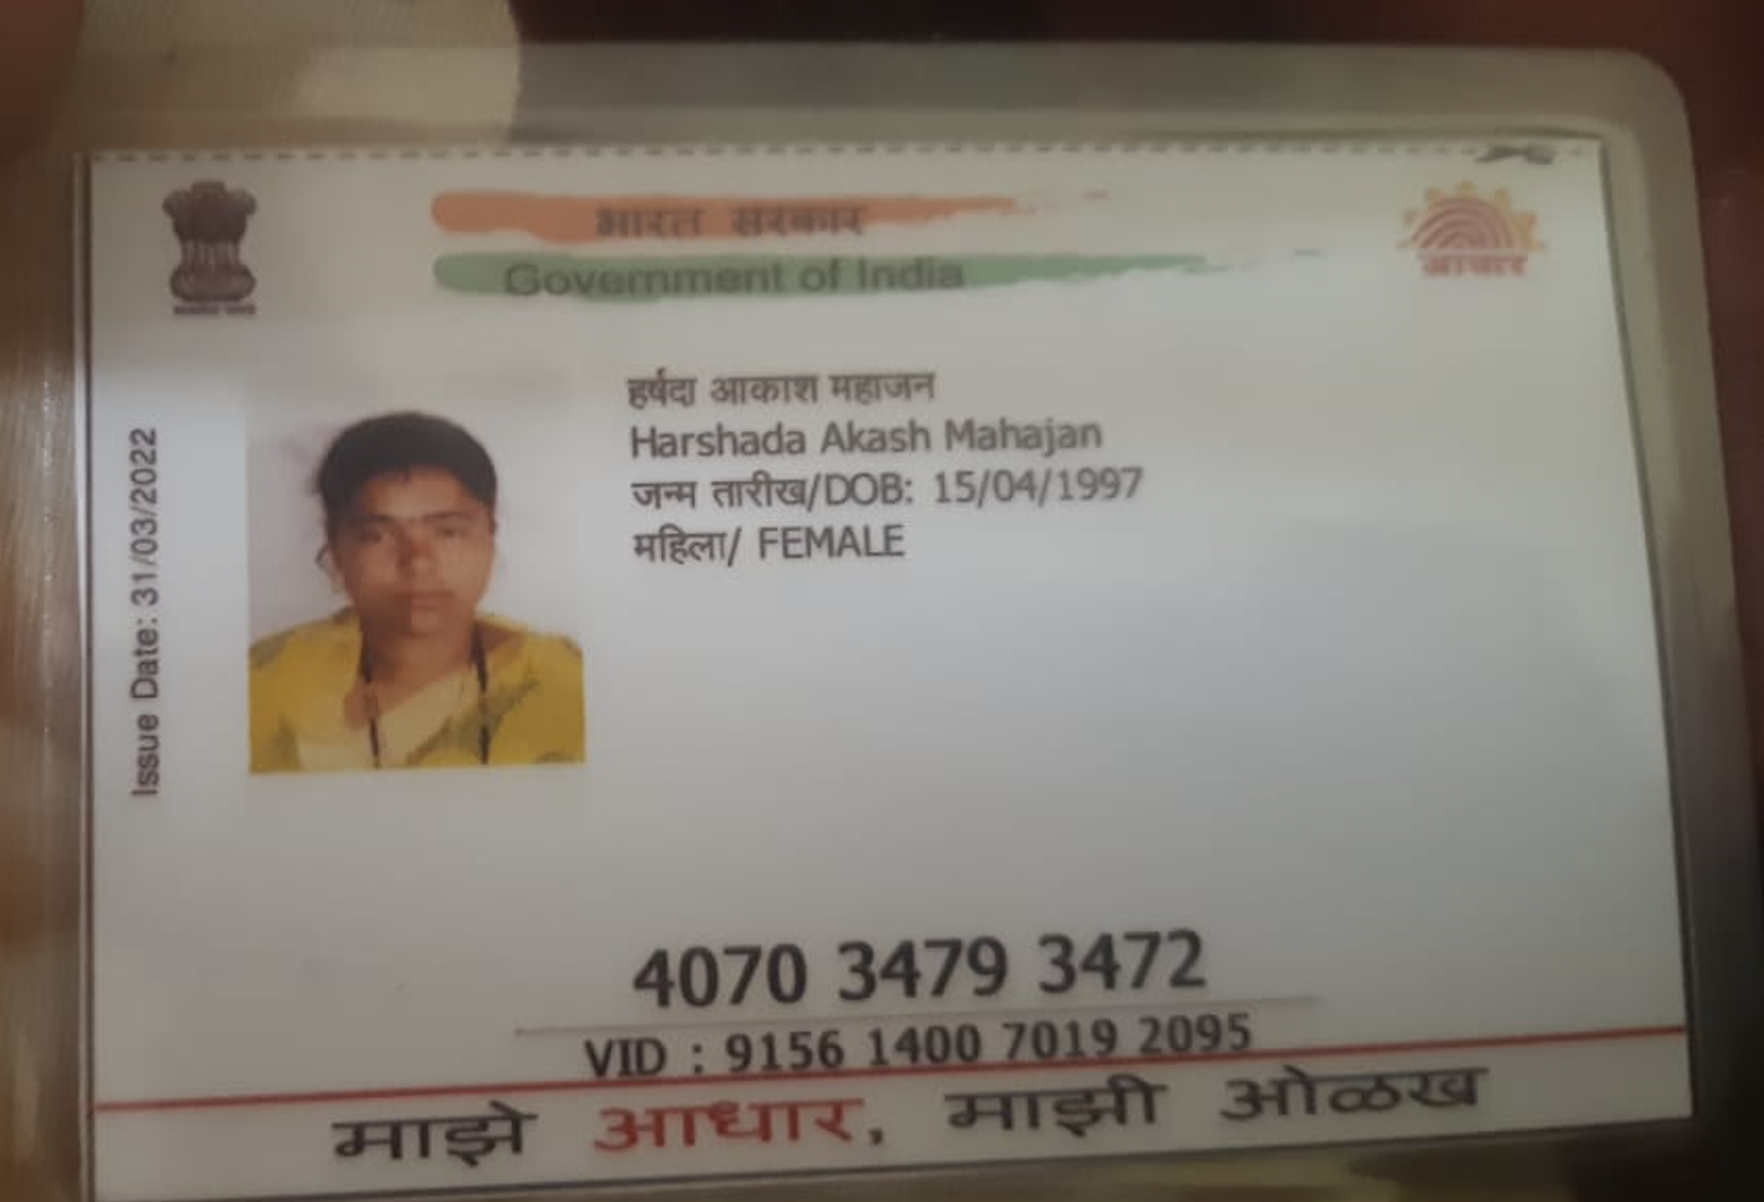 भारत सरकार
Government of India
आधार
Issue Date: 31/03/2022
हर्षदा आकाश महाजन
Harshada Akash Mahajan
जन्म तारीख/DOB: 15/04/1997
महिला/ FEMALE
4070 3479 3472
VID : 9156 1400 7019 2095
माझे आधार, माझी ओळख